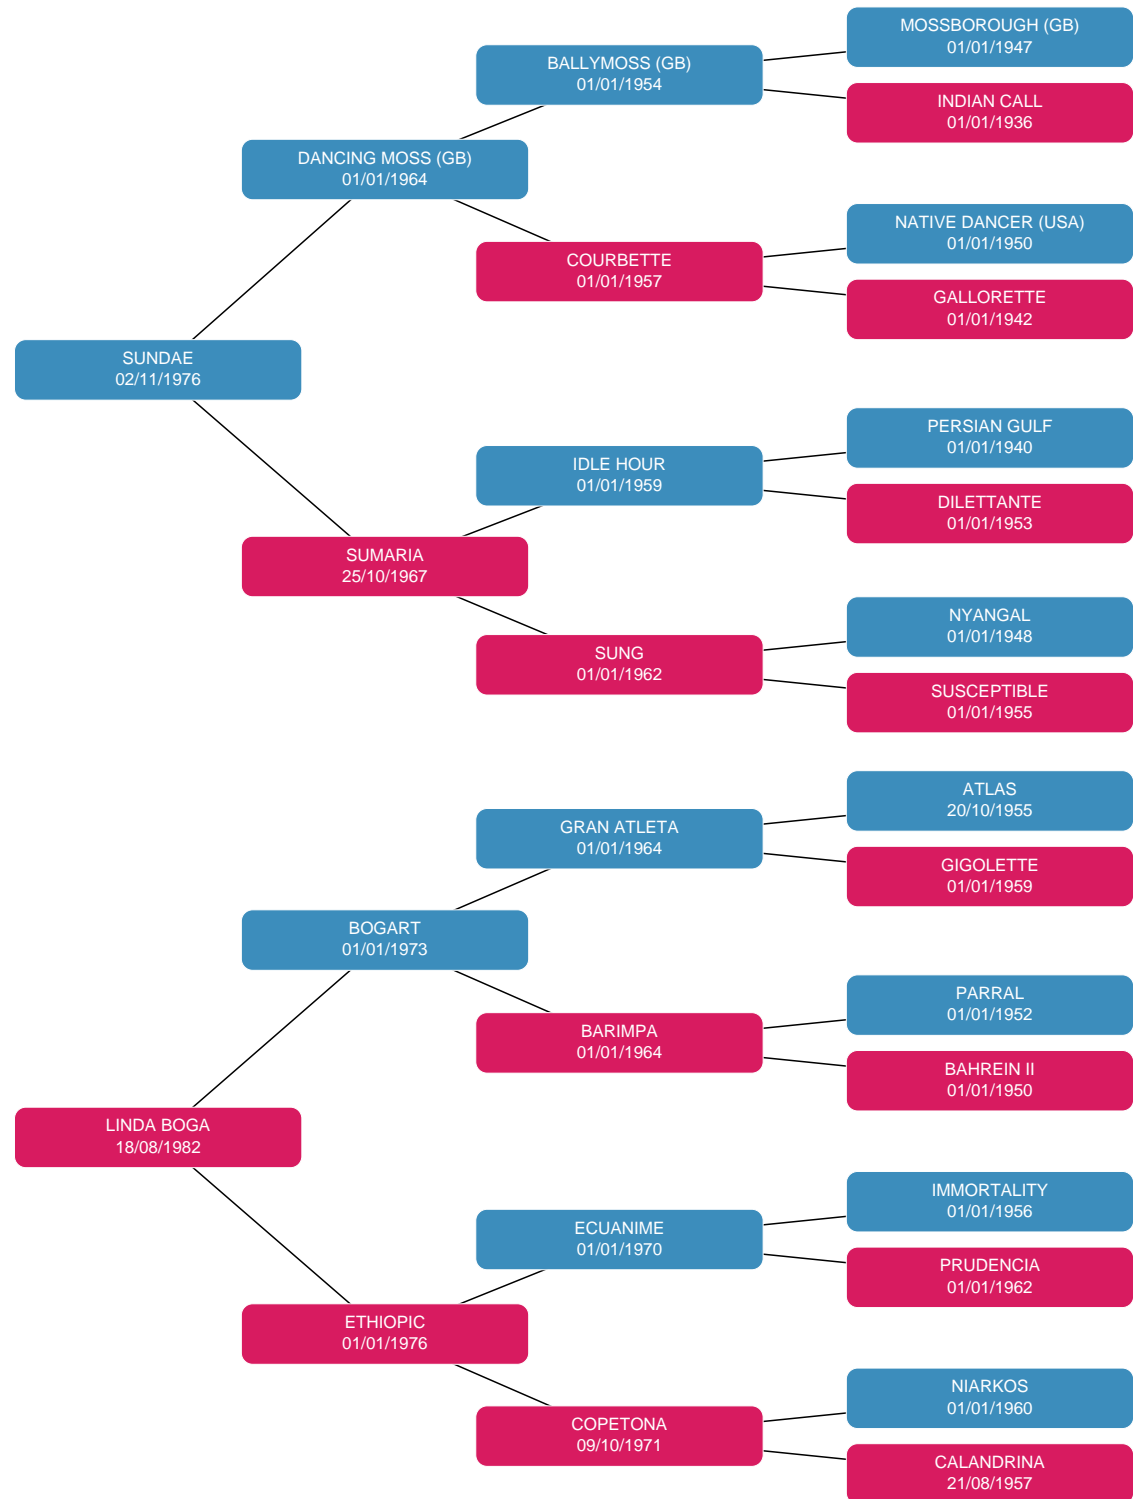 MOSSBOROUGH (GB)
01/01/1947
BALLYMOSS (GB)
01/01/1954
INDIAN CALL
01/01/1936
DANCING MOSS (GB)
01/01/1964
NATIVE DANCER (USA)
01/01/1950
COURBETTE
01/01/1957
GALLORETTE
01/01/1942
SUNDAE
02/11/1976
PERSIAN GULF
01/01/1940
IDLE HOUR
01/01/1959
DILETTANTE
01/01/1953
SUMARIA
25/10/1967
NYANGAL
01/01/1948
SUNG
01/01/1962
SUSCEPTIBLE
01/01/1955
ATLAS
20/10/1955
GRAN ATLETA
01/01/1964
GIGOLETTE
01/01/1959
BOGART
01/01/1973
PARRAL
01/01/1952
BARIMPA
01/01/1964
BAHREIN II
01/01/1950
LINDA BOGA
18/08/1982
IMMORTALITY
01/01/1956
ECUANIME
01/01/1970
PRUDENCIA
01/01/1962
ETHIOPIC
01/01/1976
NIARKOS
01/01/1960
COPETONA
09/10/1971
CALANDRINA
21/08/1957